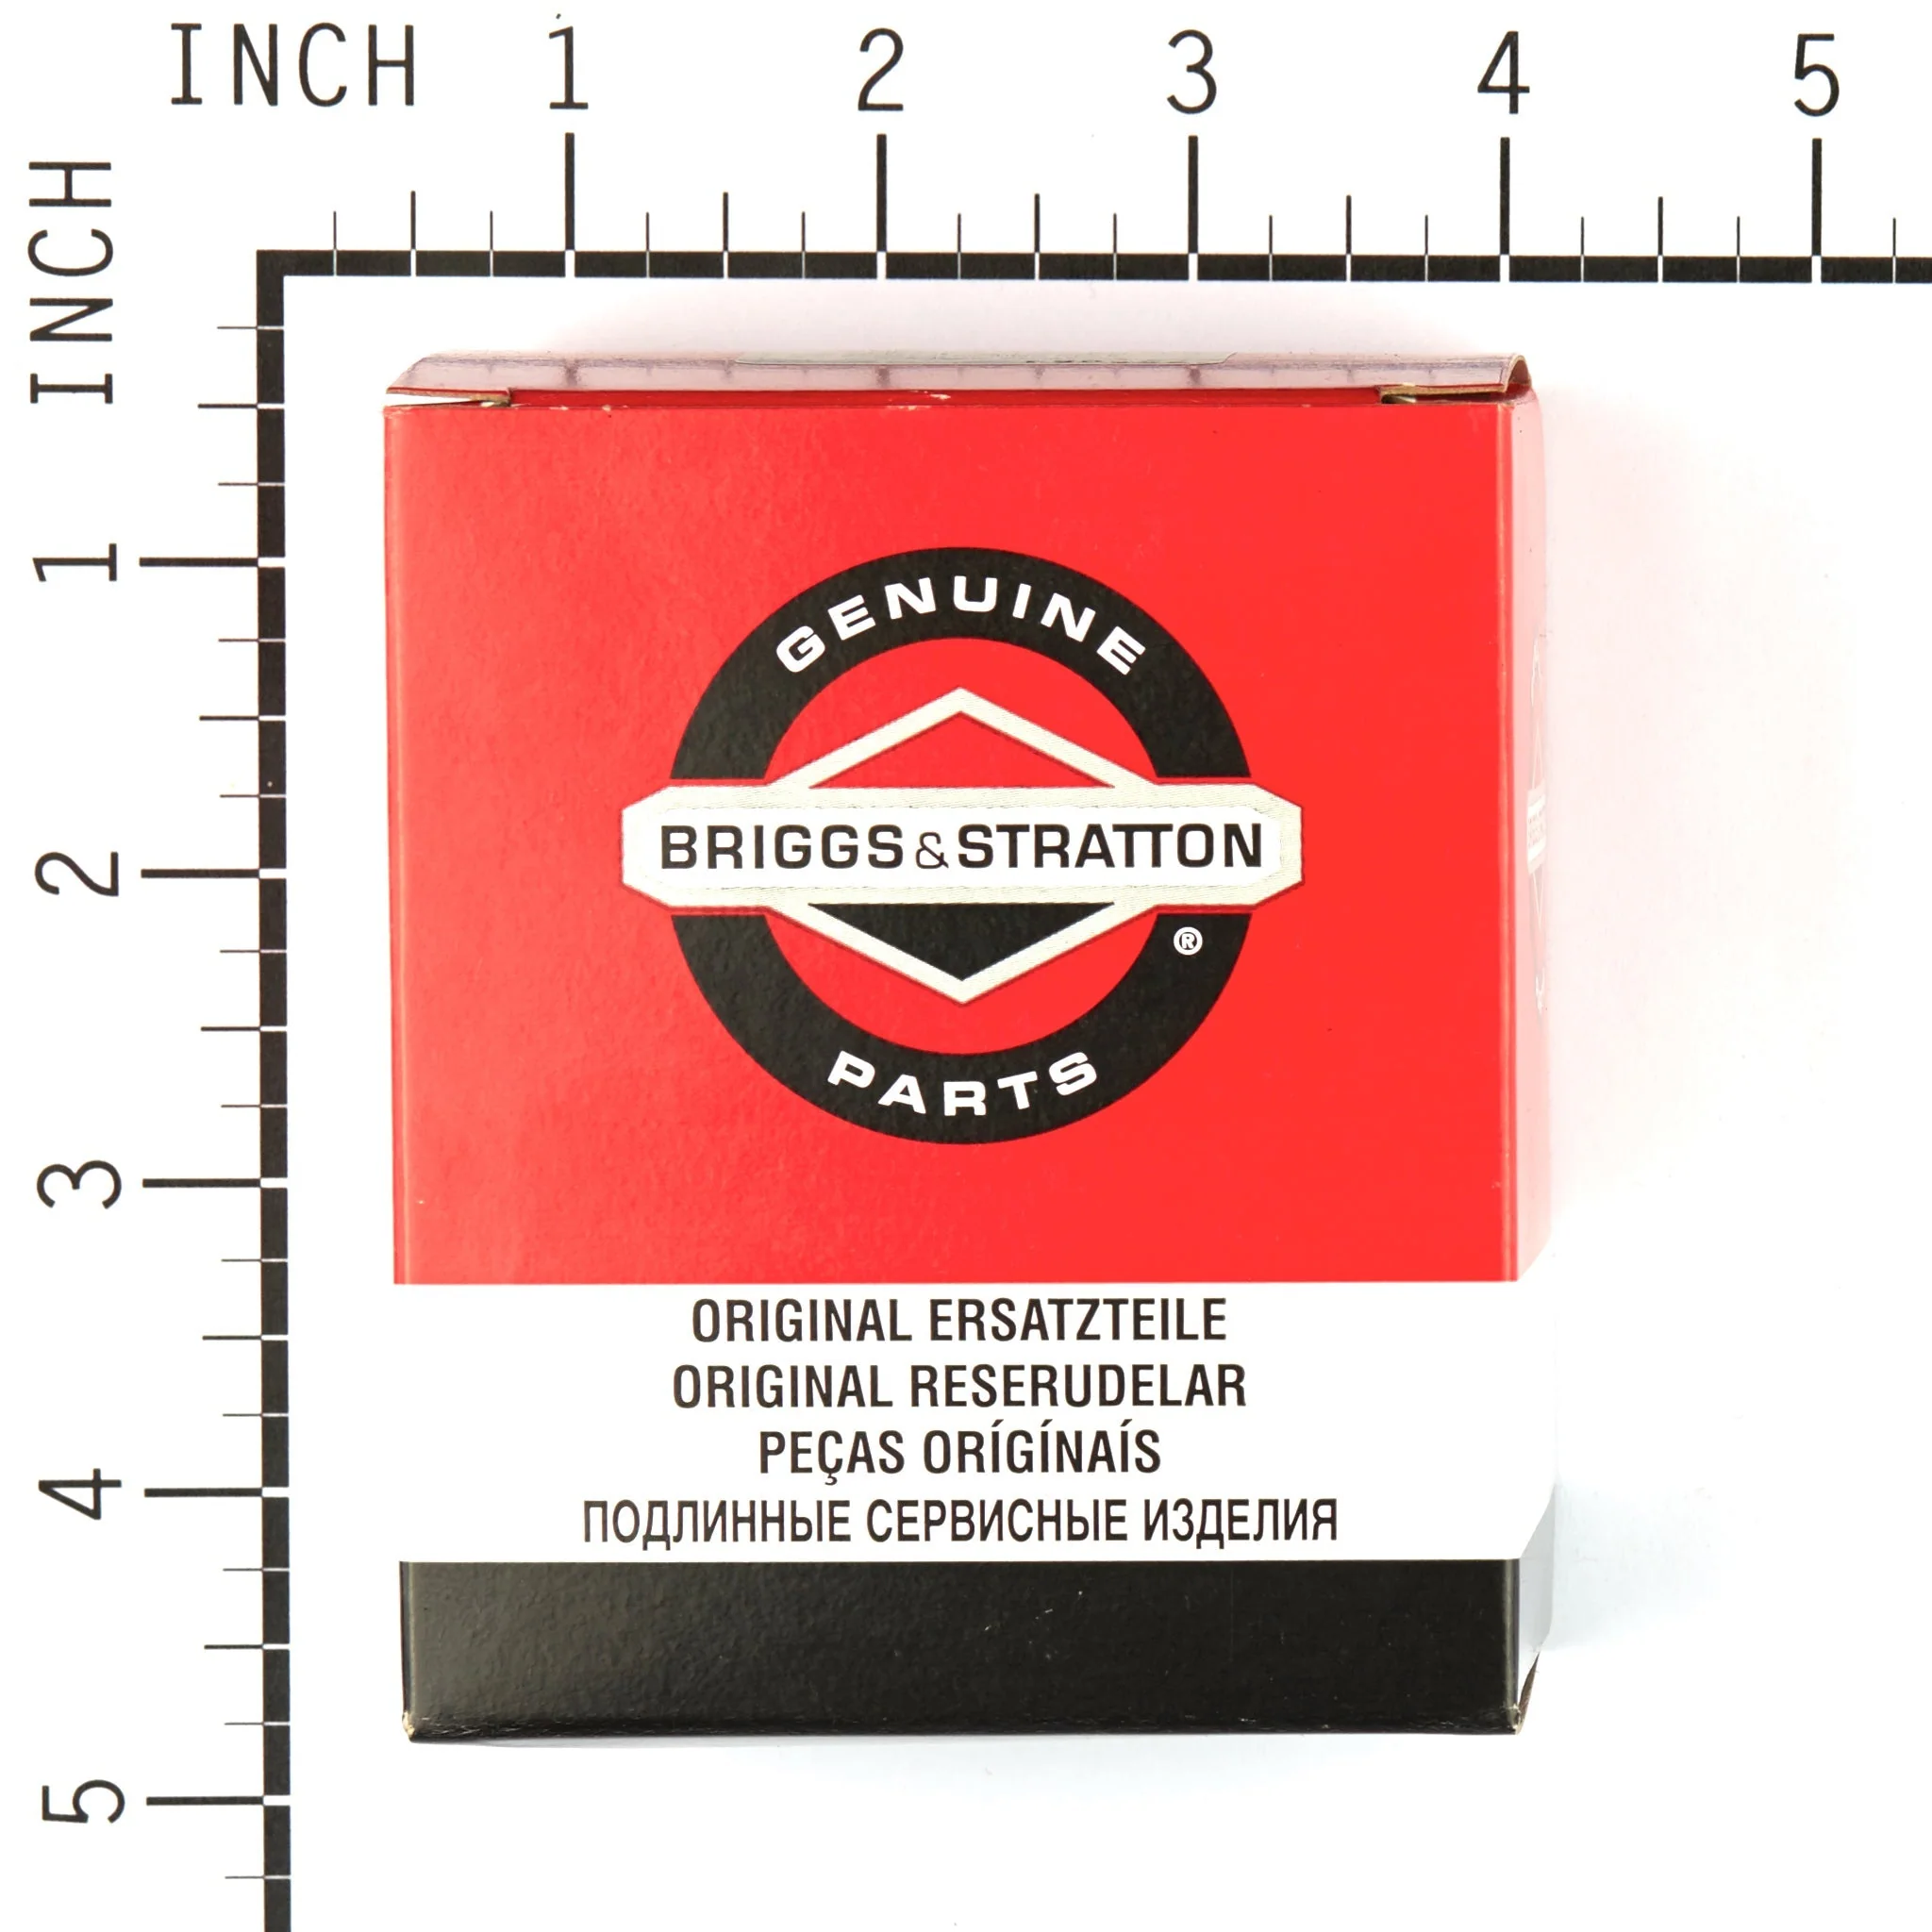 INCH 1 2 3 4 5
INCH 1 2 3 4 5
GENUINE
BRIGGS & STRATTON
®
PARTS
ORIGINAL ERSATZTEILE
ORIGINAL RESERUDELAR
PEÇAS ORÍGÍNAÍS
ПОДЛИННЫЕ СЕРВИСНЫЕ ИЗДЕЛИЯ